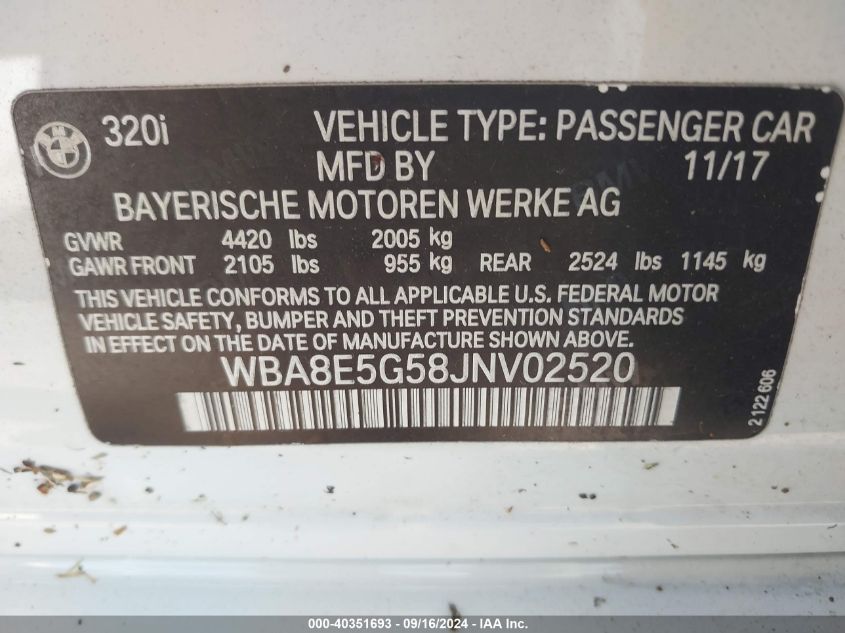 BMW 320i VEHICLE TYPE: PASSENGER CAR
MFD BY 11/17
BAYERISCHE MOTOREN WERKE AG
GVWR 4420 lbs 2005 kg
GAWR FRONT 2105 lbs 955 kg REAR 2524 lbs 1145 kg
THIS VEHICLE CONFORMS TO ALL APPLICABLE U.S. FEDERAL MOTOR
VEHICLE SAFETY, BUMPER AND THEFT PREVENTION STANDARDS
IN EFFECT ON THE DATE OF MANUFACTURE SHOWN ABOVE.
WBA8E5G58JNV02520
2 122 606
000-40351693 - 09/16/2024 - IAA Inc.